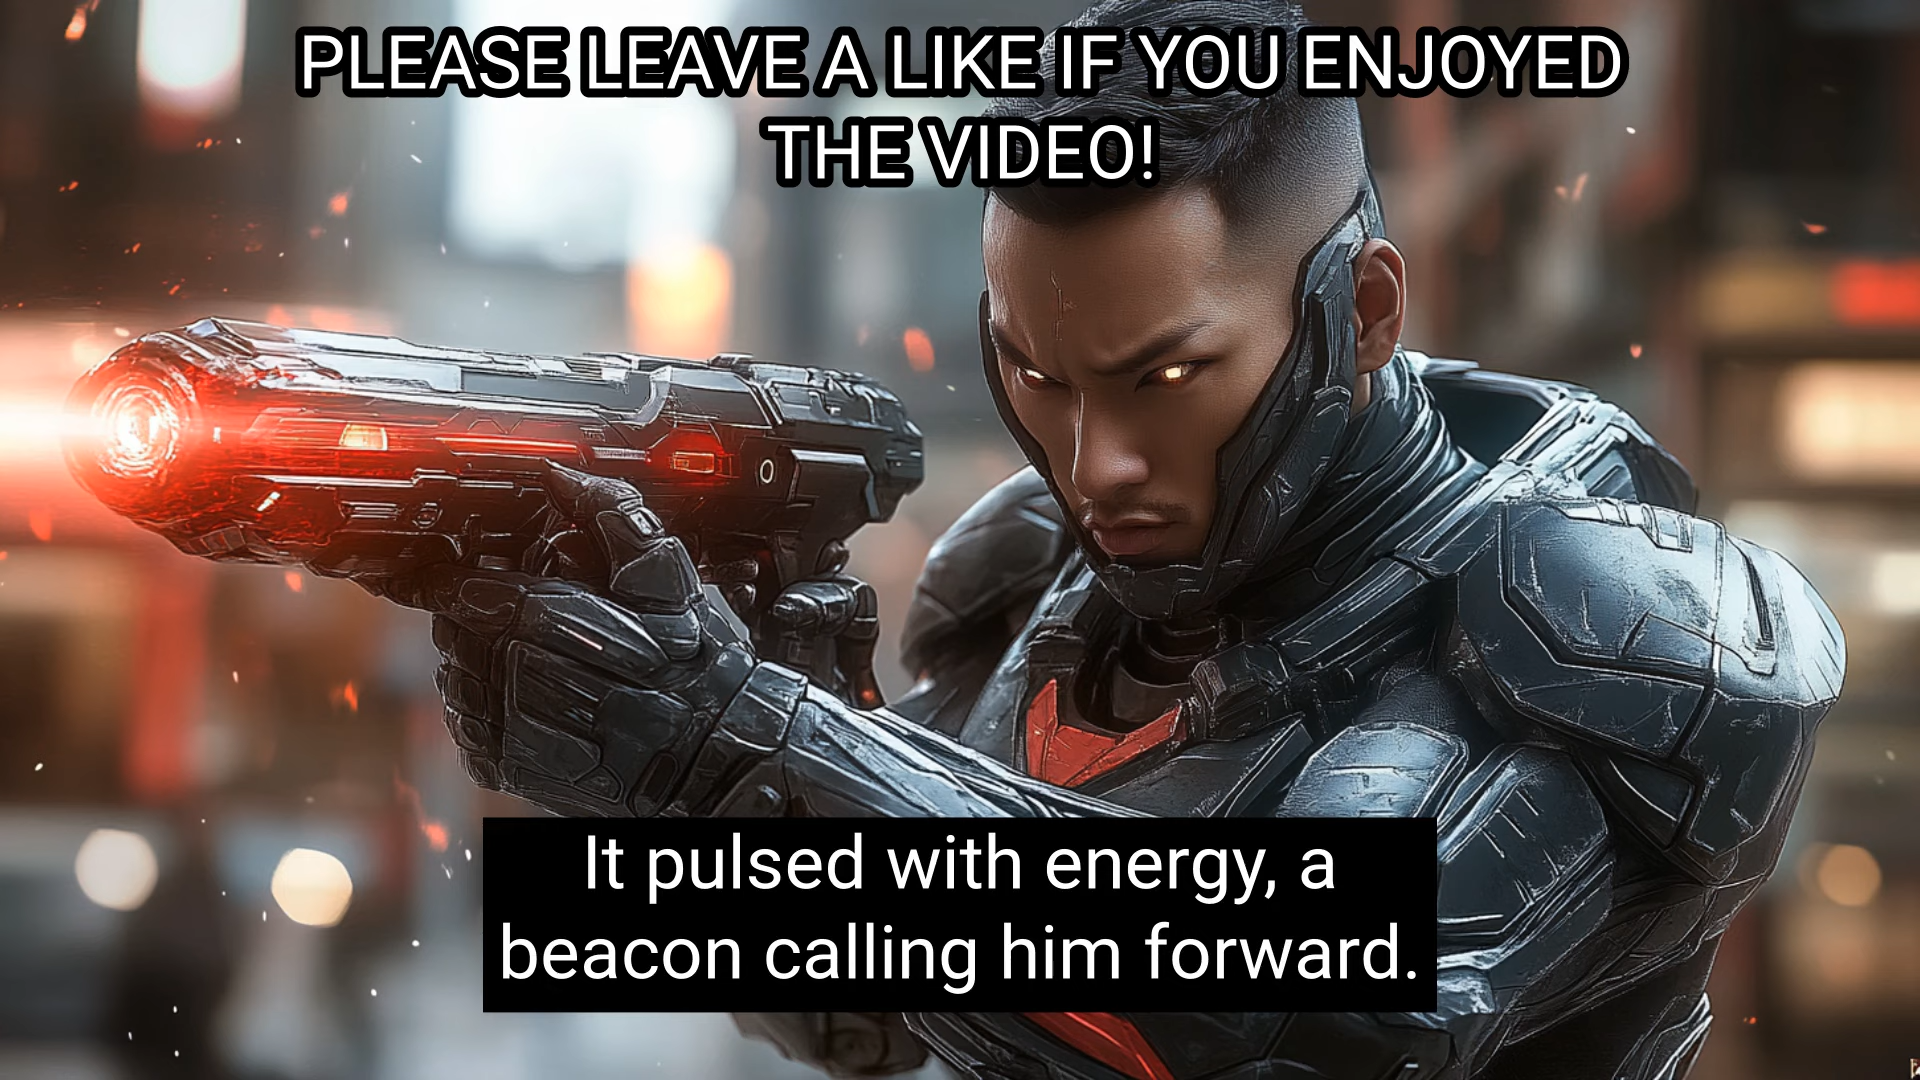 PLEASE LEAVE A LIKE IF YOU ENJOYED
THE VIDEO!
It pulsed with energy, a
beacon calling him forward.